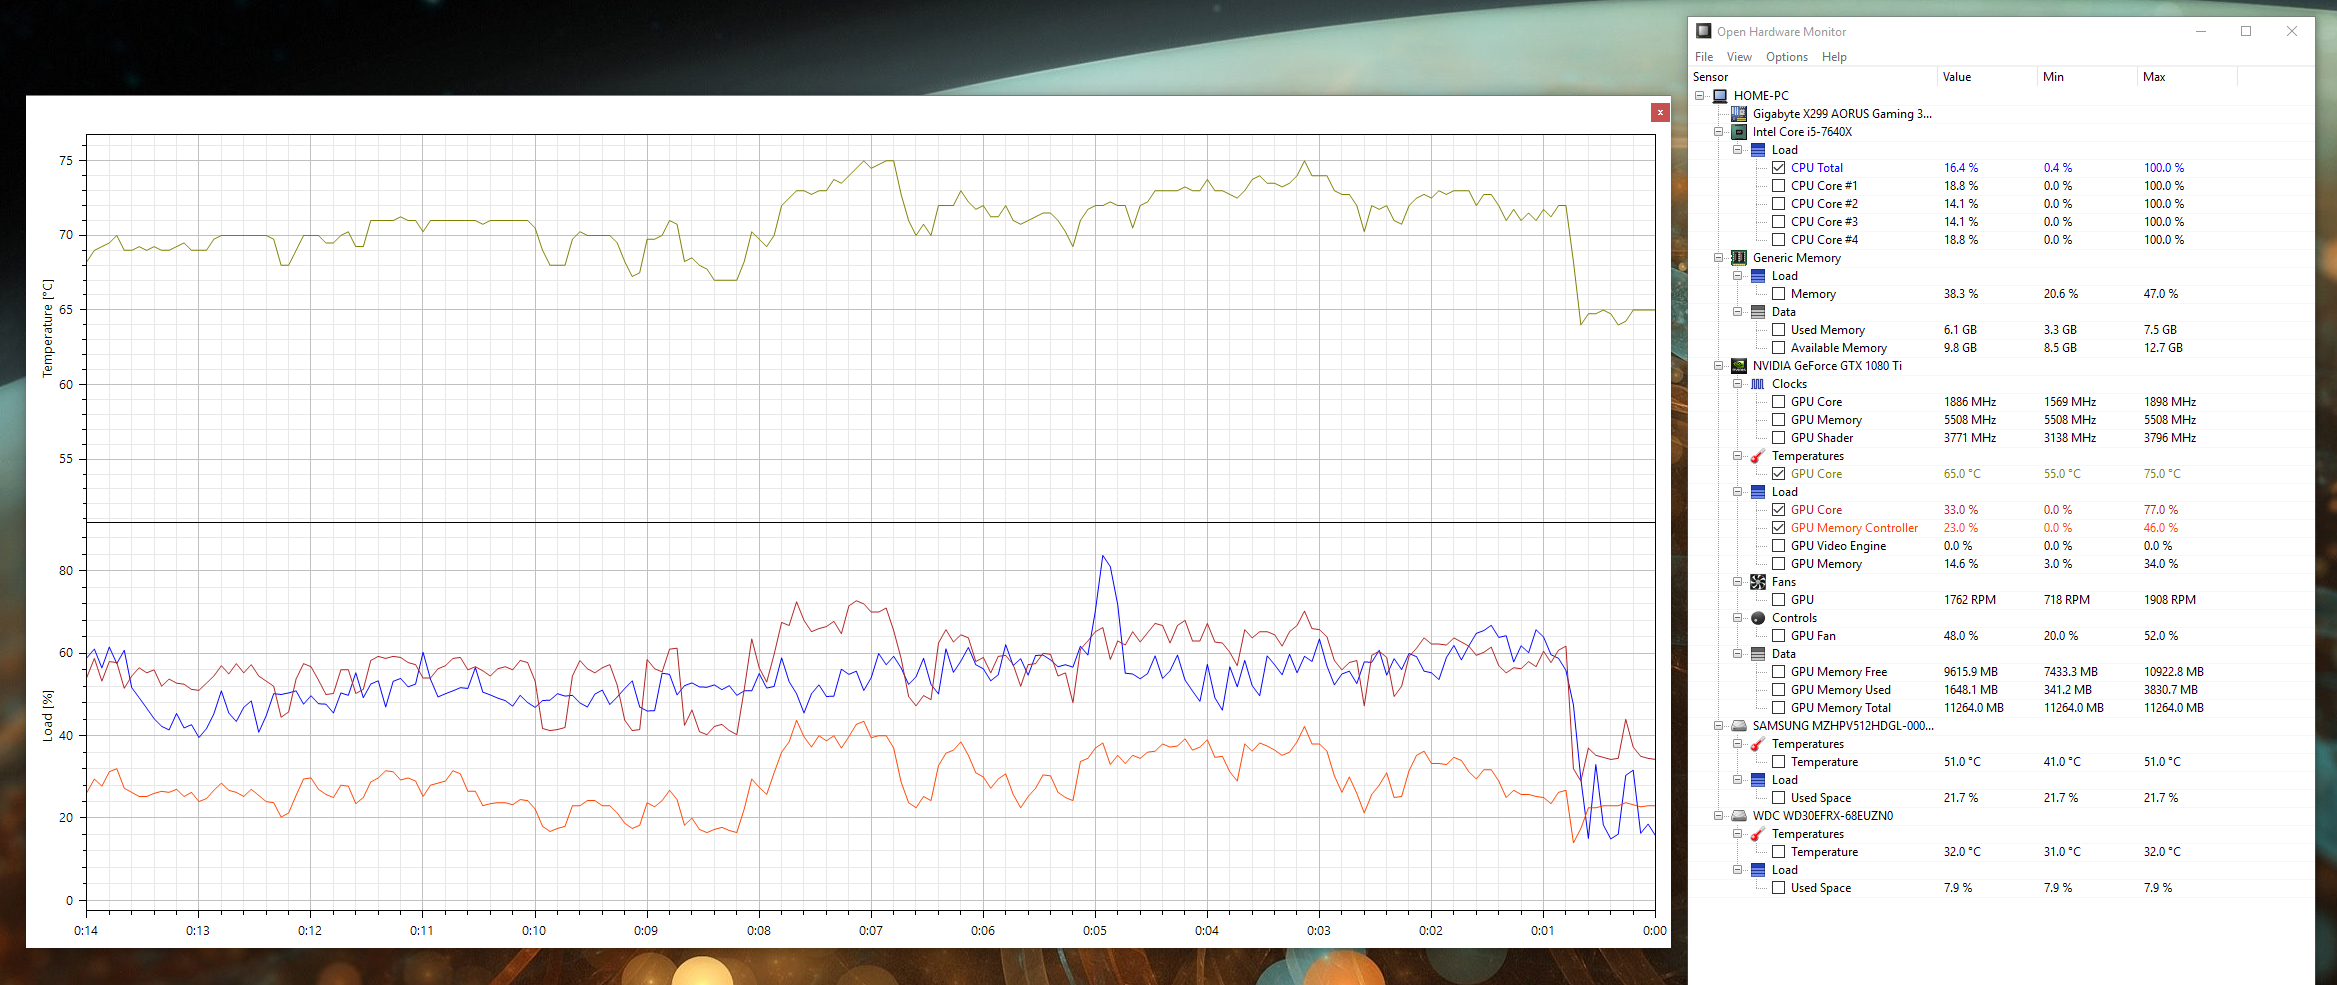 Open Hardware Monitor
File View Options Help
Sensor Value Min Max
HOME-PC
Gigabyte X299 AORUS Gaming 3...
Intel Core i5-7640X
Load
CPU Total 16.4 % 0.4 % 100.0 %
CPU Core #1 18.8 % 0.0 % 100.0 %
CPU Core #2 14.1 % 0.0 % 100.0 %
CPU Core #3 14.1 % 0.0 % 100.0 %
CPU Core #4 18.8 % 0.0 % 100.0 %
Generic Memory
Load
Memory 38.3 % 20.6 % 47.0 %
Data
Used Memory 6.1 GB 3.3 GB 7.5 GB
Available Memory 9.8 GB 8.5 GB 12.7 GB
NVIDIA GeForce GTX 1080 Ti
Clocks
GPU Core 1886 MHz 1569 MHz 1898 MHz
GPU Memory 5508 MHz 5508 MHz 5508 MHz
GPU Shader 3771 MHz 3138 MHz 3796 MHz
Temperatures
GPU Core 65.0 °C 55.0 °C 75.0 °C
Load
GPU Core 33.0 % 0.0 % 77.0 %
GPU Memory Controller 23.0 % 0.0 % 46.0 %
GPU Video Engine 0.0 % 0.0 % 0.0 %
GPU Memory 14.6 % 3.0 % 34.0 %
Fans
GPU 1762 RPM 718 RPM 1908 RPM
Controls
GPU Fan 48.0 % 20.0 % 52.0 %
Data
GPU Memory Free 9615.9 MB 7433.3 MB 10922.8 MB
GPU Memory Used 1648.1 MB 341.2 MB 3830.7 MB
GPU Memory Total 11264.0 MB 11264.0 MB 11264.0 MB
SAMSUNG MZHPV512HDGL-000...
Temperatures
Temperature 51.0 °C 41.0 °C 51.0 °C
Load
Used Space 21.7 % 21.7 % 21.7 %
WDC WD30EFRX-68EUZN0
Temperatures
Temperature 32.0 °C 31.0 °C 32.0 °C
Load
Used Space 7.9 % 7.9 % 7.9 %
Temperature [°C]
75
70
65
60
55
Load [%]
80
60
40
20
0
0:14 0:13 0:12 0:11 0:10 0:09 0:08 0:07 0:06 0:05 0:04 0:03 0:02 0:01 0:00